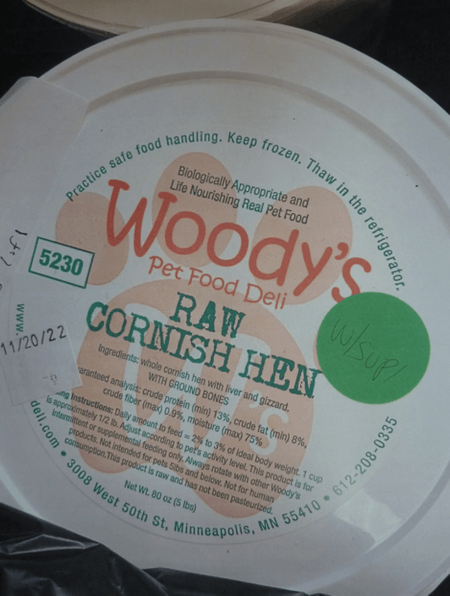 Practice safe food handling. Keep frozen. Thaw in the refrigerator.
Biologically Appropriate and
Life Nourishing Real Pet Food
Woody's
Pet Food Deli
5230
RAW
CORNISH HEN
W/SUP/
www.
11/20/22
Ingredients: whole cornish hen with liver and gizzard,
WITH GROUND BONES
aranteed analysis: crude protein (min) 13%, crude fat (min) 8%,
crude fiber (max) 0.9%, moisture (max) 75%
ing Instructions: Daily amount to feed = 2% to 3% of ideal body weight. 1 cup
is approximately 1/2 lb. Adjust according to pet's activity level. This product is for
intermittent or supplemental feeding only. Always rotate with other Woody's
products. Not intended for pets 5lbs and below. Not for human
consumption. This product is raw and has not been pasteurized.
Net Wt. 80 oz (5 lbs)
deli.com • 3008 West 50th St, Minneapolis, MN 55410 • 612-208-0335